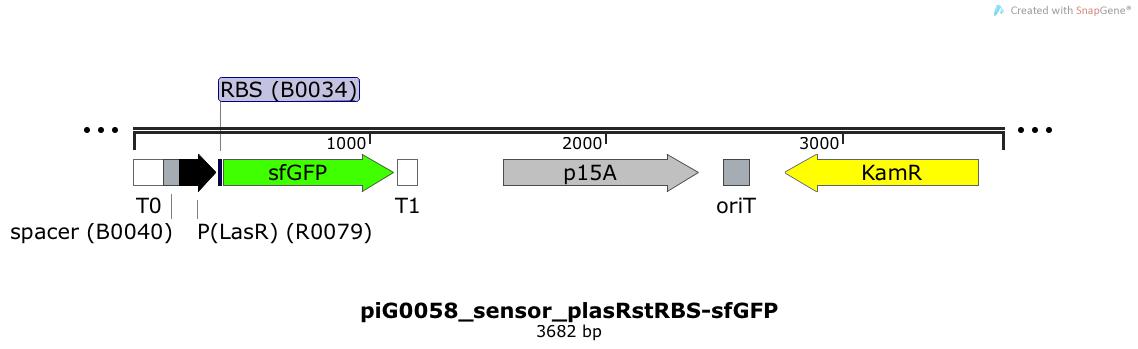 Created with SnapGene®
RBS (B0034)
1000
2000
3000
sfGFP
p15A
KamR
T0
T1
oriT
spacer (B0040)
P(LasR) (R0079)
piG0058_sensor_plasRstRBS-sfGFP
3682 bp